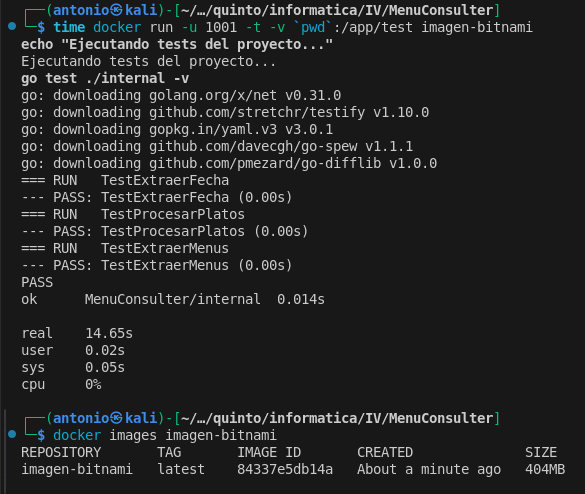 ┌──(antonio㉿kali)-[~/…/quinto/informatica/IV/MenuConsulter]
└─$ time docker run -u 1001 -t -v `pwd`:/app/test imagen-bitnami
echo "Ejecutando tests del proyecto..."
Ejecutando tests del proyecto...
go test ./internal -v
go: downloading golang.org/x/net v0.31.0
go: downloading github.com/stretchr/testify v1.10.0
go: downloading gopkg.in/yaml.v3 v3.0.1
go: downloading github.com/davecgh/go-spew v1.1.1
go: downloading github.com/pmezard/go-difflib v1.0.0
=== RUN   TestExtraerFecha
--- PASS: TestExtraerFecha (0.00s)
=== RUN   TestProcesarPlatos
--- PASS: TestProcesarPlatos (0.00s)
=== RUN   TestExtraerMenus
--- PASS: TestExtraerMenus (0.00s)
PASS
ok      MenuConsulter/internal  0.014s

real    14.65s
user    0.02s
sys     0.05s
cpu     0%

┌──(antonio㉿kali)-[~/…/quinto/informatica/IV/MenuConsulter]
└─$ docker images imagen-bitnami
REPOSITORY       TAG       IMAGE ID       CREATED              SIZE
imagen-bitnami   latest    84337e5db14a   About a minute ago   404MB